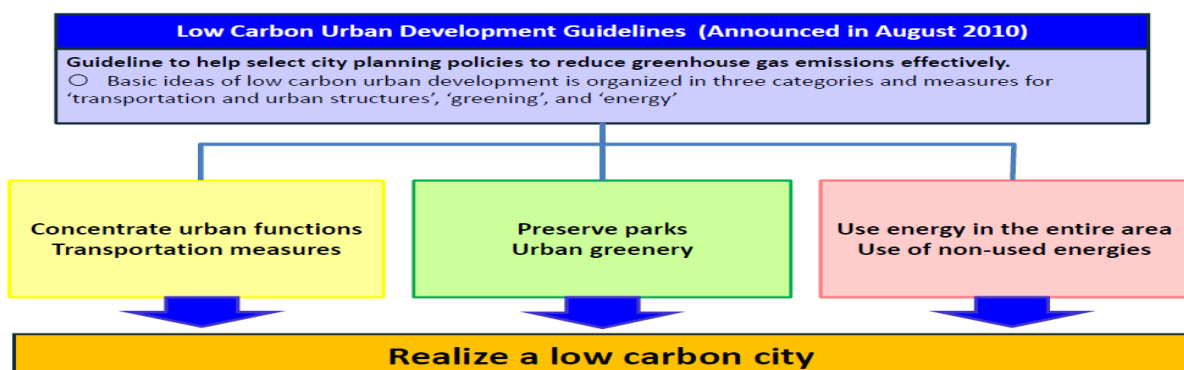 Low Carbon Urban Development Guidelines (Announced in August 2010)
Guideline to help select city planning policies to reduce greenhouse gas emissions effectively.
○ Basic ideas of low carbon urban development is organized in three categories and measures for
‘transportation and urban structures’, ‘greening’, and ‘energy’
Concentrate urban functions
Transportation measures
Preserve parks
Urban greenery
Use energy in the entire area
Use of non-used energies
Realize a low carbon city